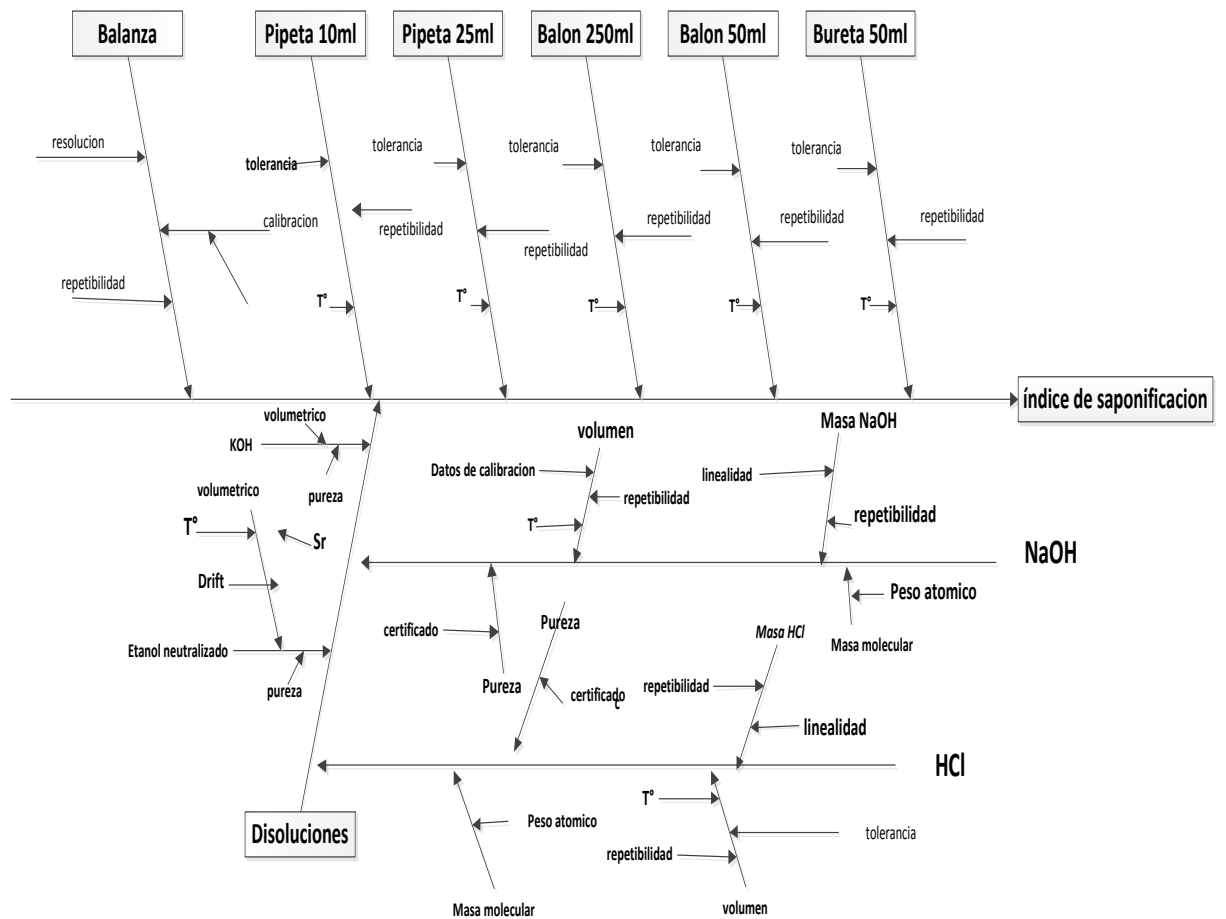 Balanza
Pipeta 10ml
Pipeta 25ml
Balon 250ml
Balon 50ml
Bureta 50ml
resolucion
calibracion
repetibilidad
tolerancia
repetibilidad
T°
tolerancia
repetibilidad
T°
tolerancia
repetibilidad
T°
tolerancia
repetibilidad
T°
tolerancia
repetibilidad
T°
índice de saponificacion
volumetrico
KOH
pureza
volumetrico
T°
Sr
Drift
Etanol neutralizado
pureza
volumen
Datos de calibracion
repetibilidad
T°
Masa NaOH
linealidad
repetibilidad
NaOH
Peso atomico
Masa molecular
certificado
Pureza
Pureza
certificado
ζ
Masa HCl
repetibilidad
linealidad
HCl
Disoluciones
Peso atomico
Masa molecular
T°
tolerancia
repetibilidad
volumen